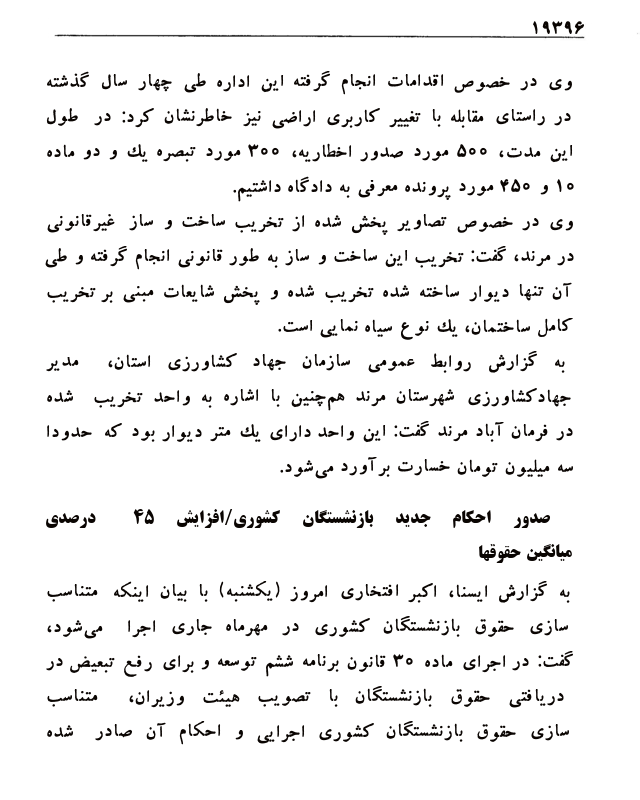 ۱۹۳۹۶
وی در خصوص اقدامات انجام گرفته این اداره طی چهار سال گذشته
در راستای مقابله با تغییر کاربری اراضی نیز خاطرنشان کرد: در طول
این مدت، ۵۰۰ مورد صدور اخطاریه، ۳۰۰ مورد تبصره یك و دو ماده
۱۰ و ۴۵۰ مورد پرونده معرفی به دادگاه داشتیم.
وی در خصوص تصاویر پخش شده از تخریب ساخت و ساز غیرقانونی
در مرند، گفت: تخریب این ساخت و ساز به طور قانونی انجام گرفته و طی
آن تنها دیوار ساخته شده تخریب شده و پخش شایعات مبنی بر تخریب
کامل ساختمان، یك نوع سیاه نمایی است.
به گزارش روابط عمومی سازمان جهاد کشاورزی استان، مدیر
جهادکشاورزی شهرستان مرند هم‌چنین با اشاره به واحد تخریب شده
در فرمان آباد مرند گفت: این واحد دارای یك متر دیوار بود که حدودا
سه میلیون تومان خسارت برآورد می‌شود.
صدور احکام جدید بازنشستگان کشوری/افزایش ۴۵ درصدی
میانگین حقوقها
به گزارش ایسنا، اکبر افتخاری امروز (یکشنبه) با بیان اینکه متناسب
سازی حقوق بازنشستگان کشوری در مهرماه جاری اجرا می‌شود،
گفت: در اجرای ماده ۳۰ قانون برنامه ششم توسعه و برای رفع تبعیض در
دریافتی حقوق بازنشستگان با تصویب هیئت وزیران، متناسب
سازی حقوق بازنشستگان کشوری اجرایی و احکام آن صادر شده